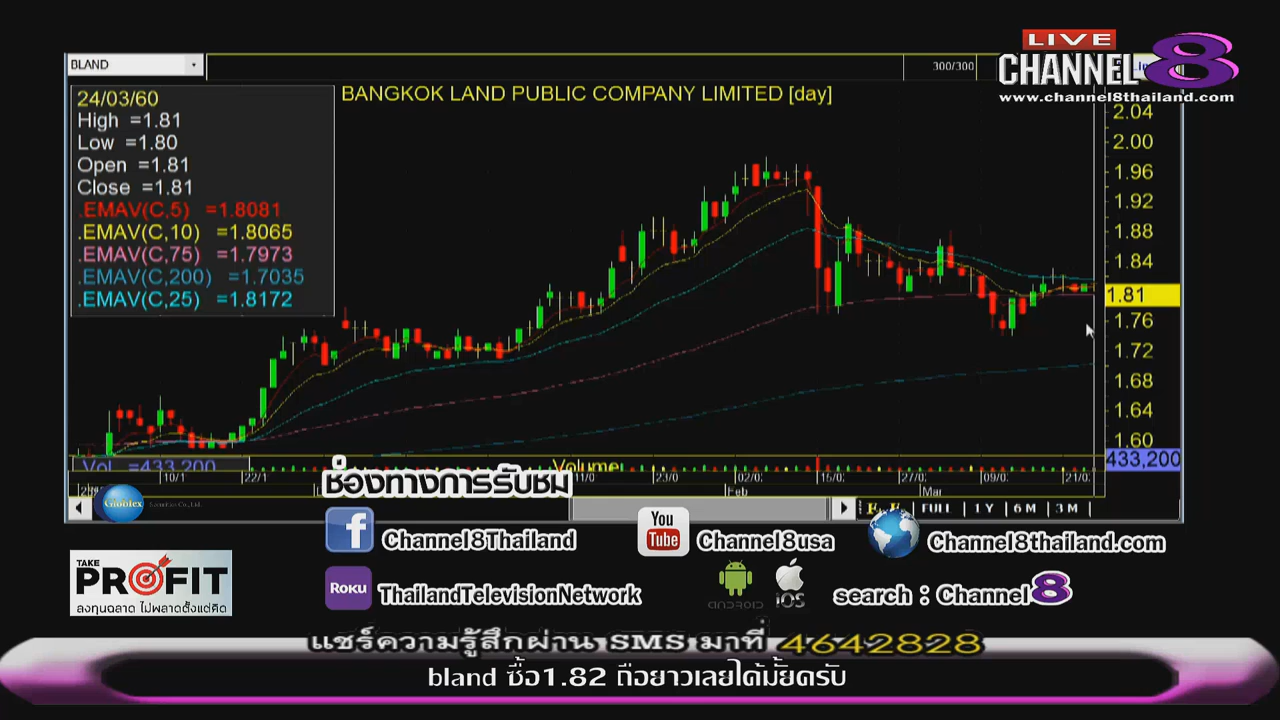 LIVE
CHANNEL 8
www.channel8thailand.com
BLAND
300/300
BANGKOK LAND PUBLIC COMPANY LIMITED [day]
24/03/60
High =1.81
Low =1.80
Open =1.81
Close =1.81
.EMAV(C,5) =1.8081
.EMAV(C,10) =1.8065
.EMAV(C,75) =1.7973
.EMAV(C,200) =1.7035
.EMAV(C,25) =1.8172
2.04
2.00
1.96
1.92
1.88
1.84
1.81
1.76
1.72
1.68
1.64
1.60
433,200
Vol. =433,200
Volume
10/1
22/1
11/0
23/0
02/0
15/0
27/0
09/0
21/0
Feb
Mar
FULL
1 Y
6 M
3 M
Globlex
ช่องทางการรับชม
Channel8Thailand
You Tube
Channel8usa
Channel8thailand.com
TAKE PROFIT
ลงทุนฉลาด ไม่พลาดตั้งแต่คิด
Roku
ThailandTelevisionNetwork
ANDROID
iOS
search : Channel 8
แชร์ความรู้สึกผ่าน SMS มาที่ 4642828
bland ซื้อ1.82 ถือยาวเลยได้มั้ยครับ